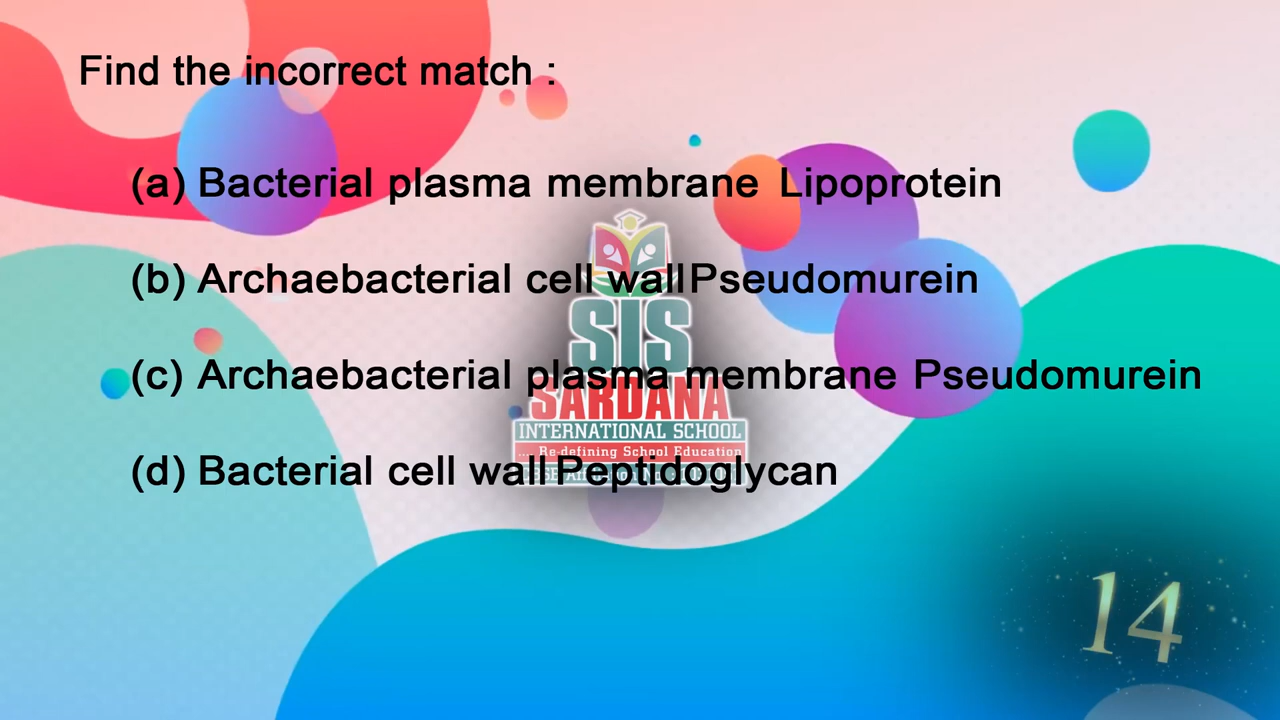 Find the incorrect match :
(a) Bacterial plasma membrane Lipoprotein
(b) Archaebacterial cell wall Pseudomurein
SIS
(c) Archaebacterial plasma membrane Pseudomurein
SARDANA
INTERNATIONAL SCHOOL
.... Re-defining School Education
(d) Bacterial cell wall Peptidoglycan
14